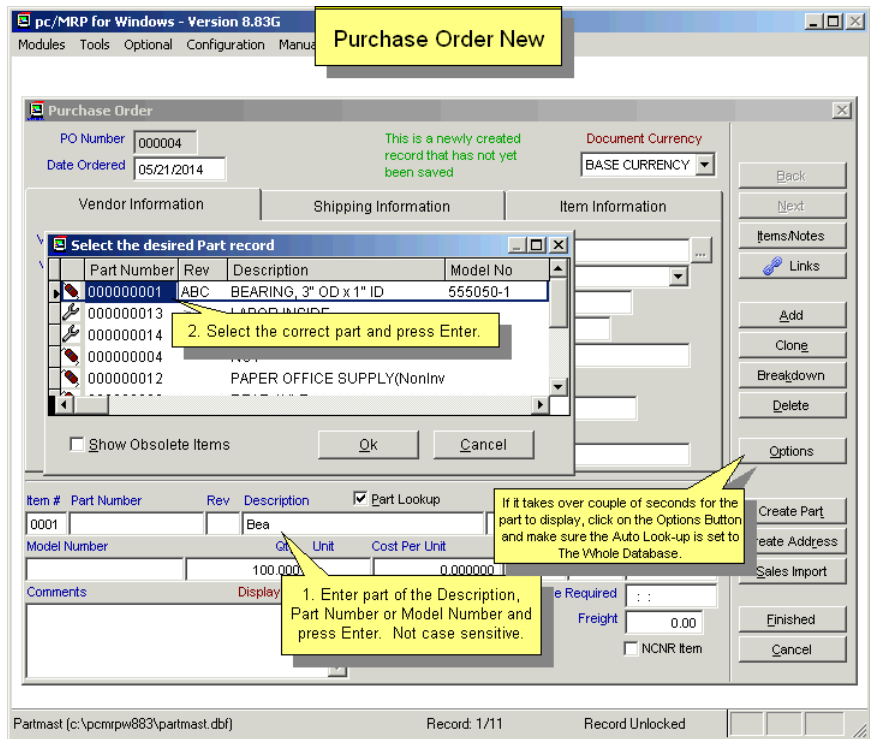 pc/MRP for Windows - Version 8.83G
Modules Tools Optional Configuration Manua
Purchase Order New
Purchase Order
PO Number 000004
This is a newly created
record that has not yet
been saved
Document Currency
Date Ordered 05/21/2014
BASE CURRENCY
Back
Vendor Information
Shipping Information
Item Information
Next
Items/Notes
Links
Select the desired Part record
...
Part Number Rev Description Model No
000000001 ABC BEARING, 3" OD x 1" ID 555050-1
000000013
000000014
2. Select the correct part and press Enter.
000000004
000000012 PAPER OFFICE SUPPLY(NonInv
Add
Clone
Breakdown
Delete
Show Obsolete Items
Ok
Cancel
Options
Item # Part Number Rev Description Part Lookup
0001 Bea
If it takes over couple of seconds for the
part to display, click on the Options Button
and make sure the Auto Look-up is set to
The Whole Database.
Create Part
reate Address
Sales Import
Model Number Qt Unit Cost Per Unit
100.000 0.000000
Comments
Display
1. Enter part of the Description,
Part Number or Model Number and
press Enter. Not case sensitive.
e Required : :
Freight 0.00
NCNR Item
Finished
Cancel
Partmast (c:\pcmrpw883\partmast.dbf) Record: 1/11 Record Unlocked